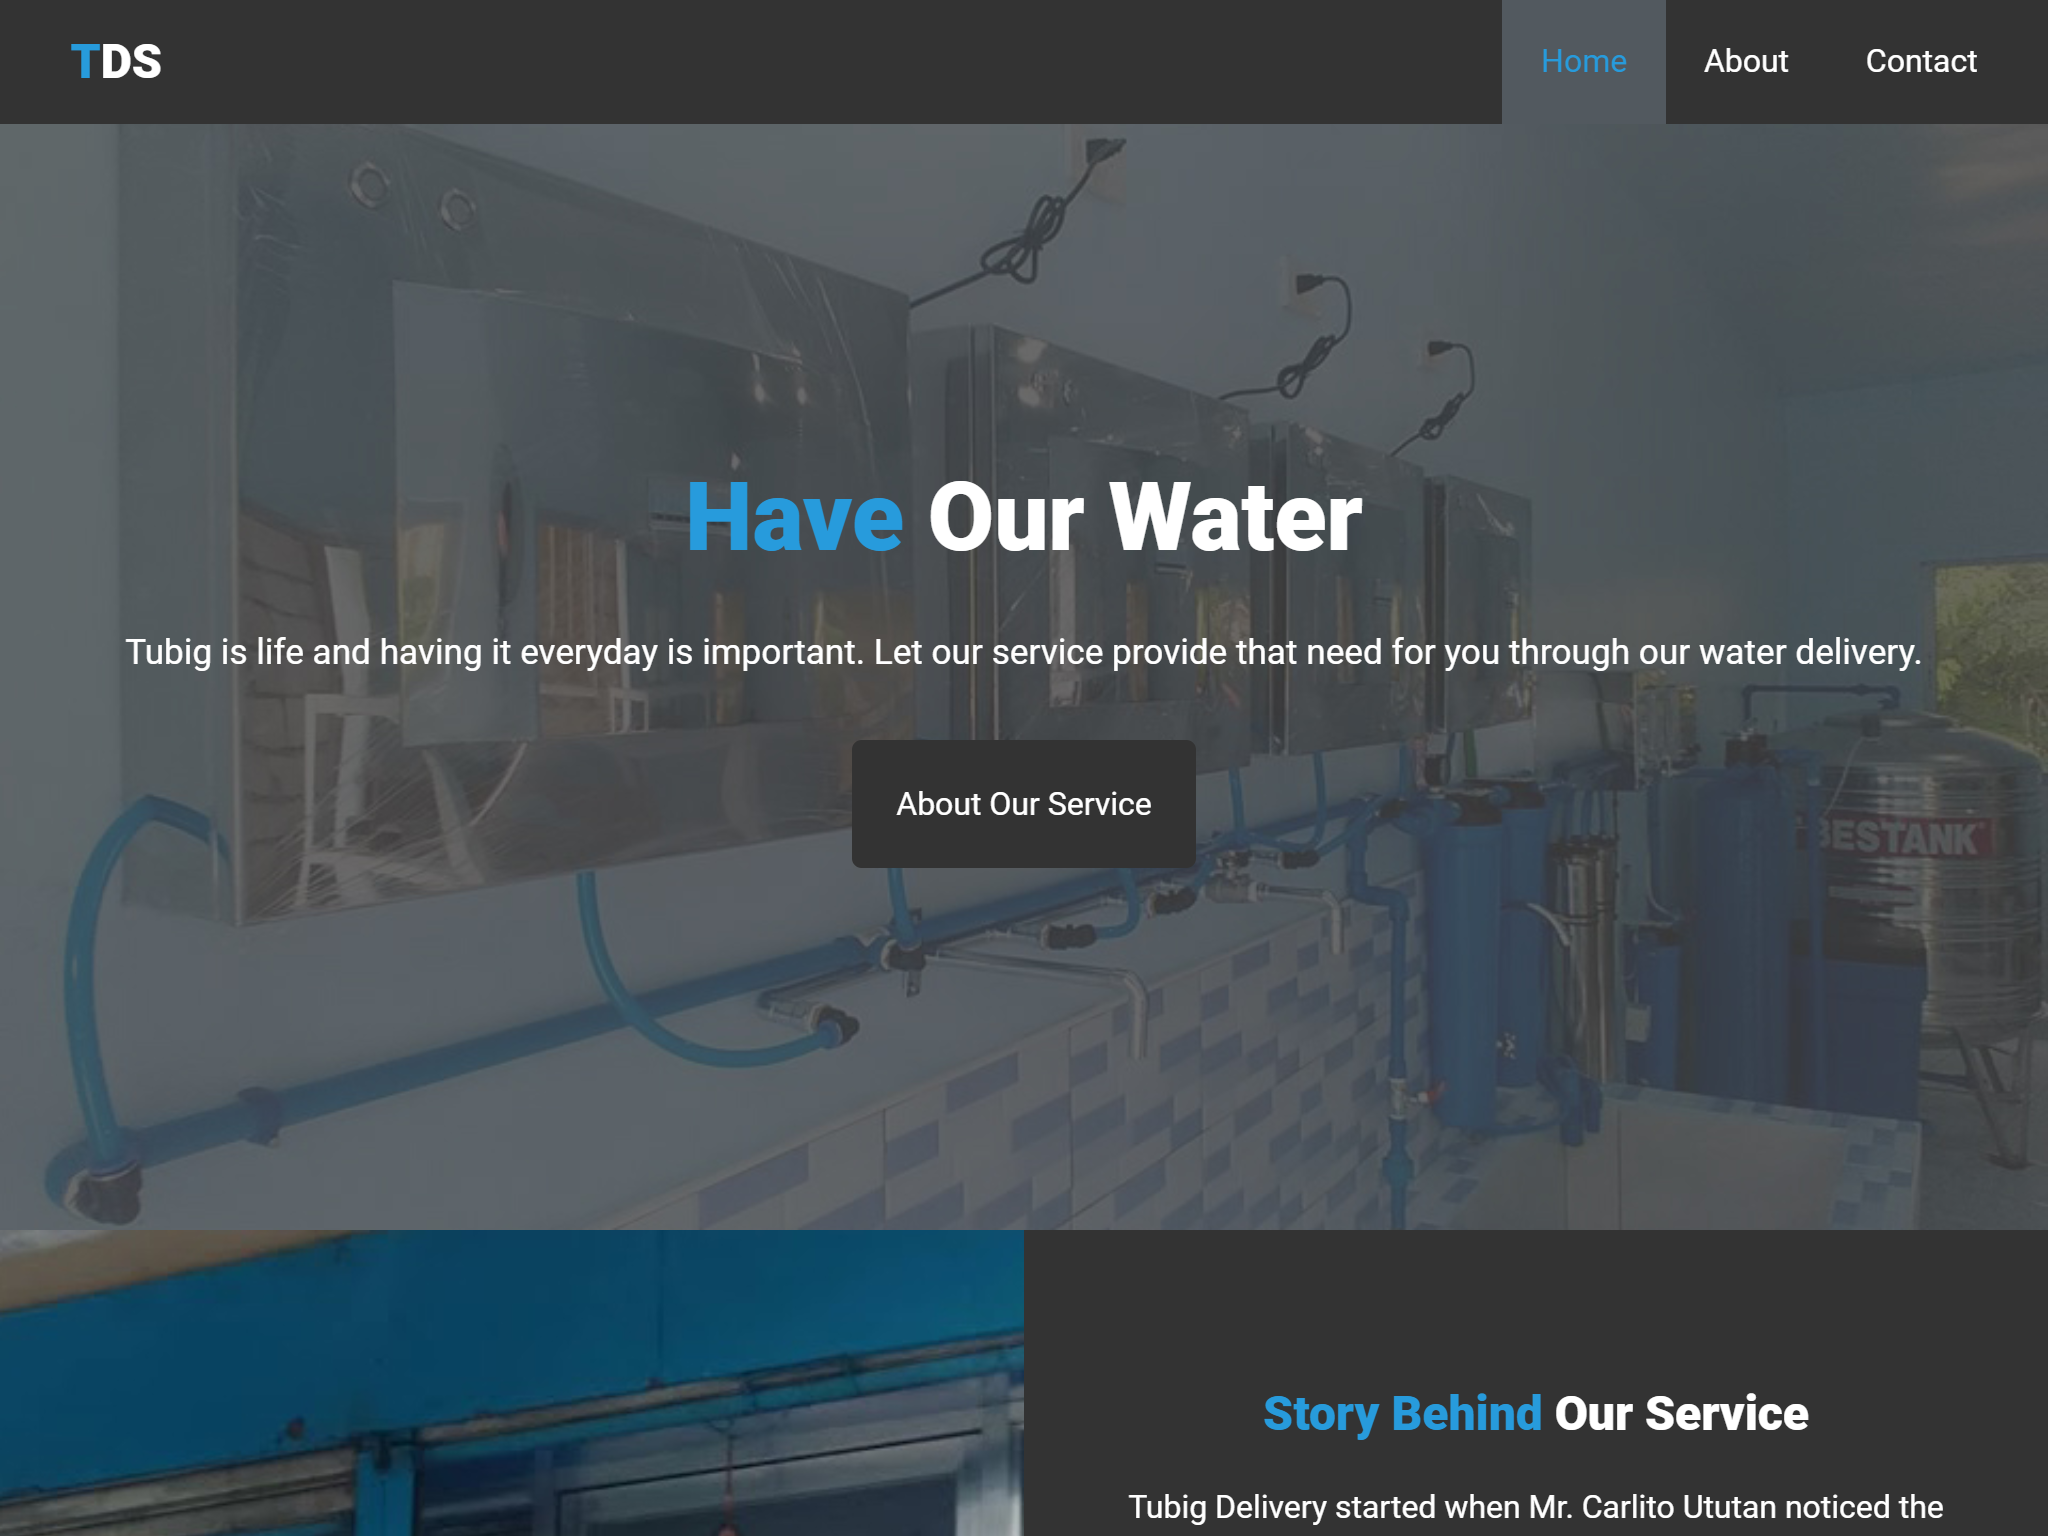 TDS
Home
About
Contact
Have Our Water
Tubig is life and having it everyday is important. Let our service provide that need for you through our water delivery.
About Our Service
BESTANK
Story Behind Our Service
Tubig Delivery started when Mr. Carlito Ututan noticed the